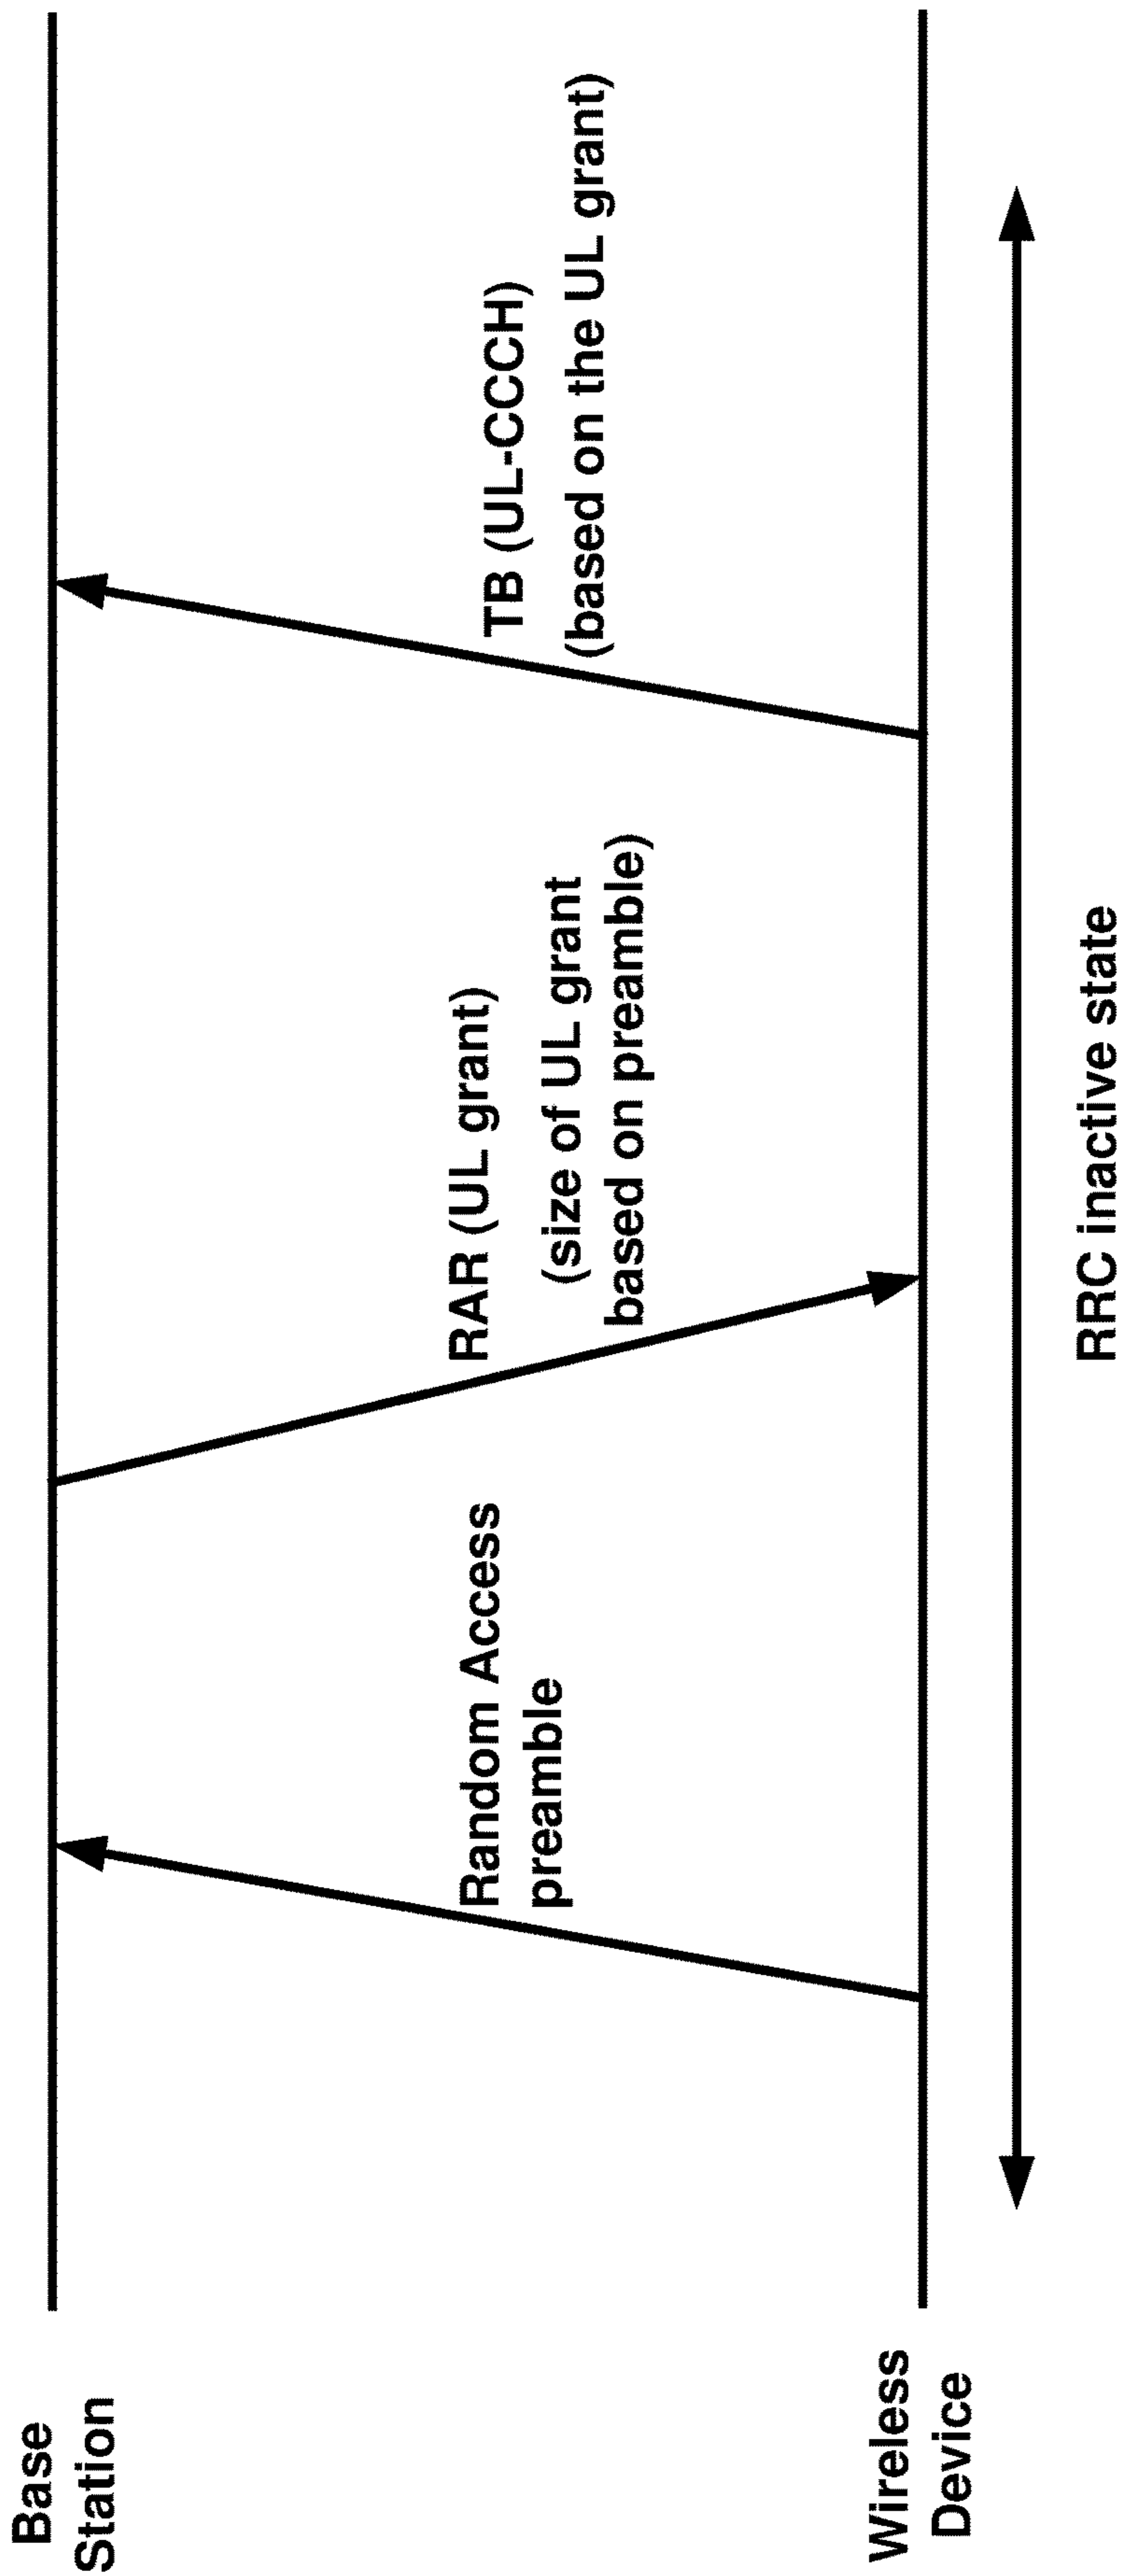 Base
Station
Random Access
preamble
RAR (UL grant)
(size of UL grant
based on preamble)
TB (UL-CCCH)
(based on the UL grant)
Wireless
Device
RRC inactive state